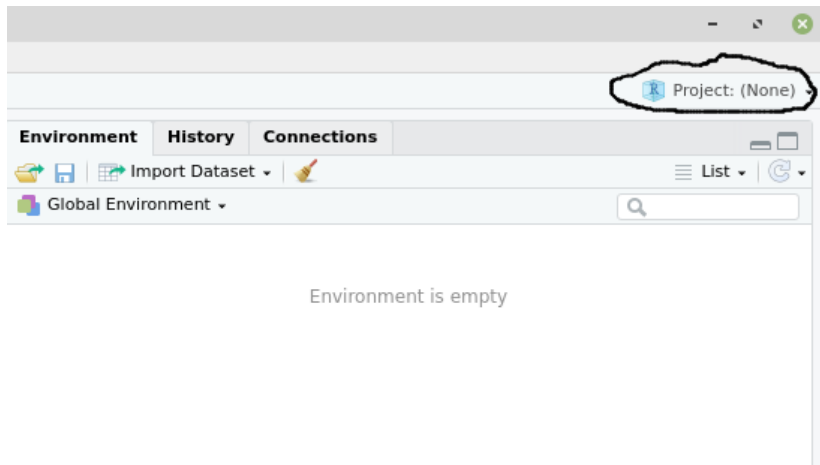 R Project: (None)
Environment History Connections
Import Dataset List
Global Environment
Environment is empty